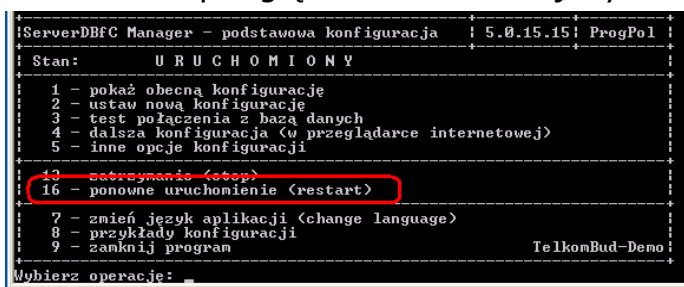 ServerDBfC Manager - podstawowa konfiguracja | 5.0.15.15| ProgPol
Stan: U R U C H O M I O N Y
1 - pokaż obecną konfigurację
2 - ustaw nową konfigurację
3 - test połączenia z bazą danych
4 - dalsza konfiguracja (w przeglądarce internetowej)
5 - inne opcje konfiguracji
13 - zatrzymanie (stop)
16 - ponowne uruchomienie (restart)
7 - zmień język aplikacji (change language)
8 - przykłady konfiguracji
9 - zamknij program TelkomBud-Demo
Wybierz operację: _